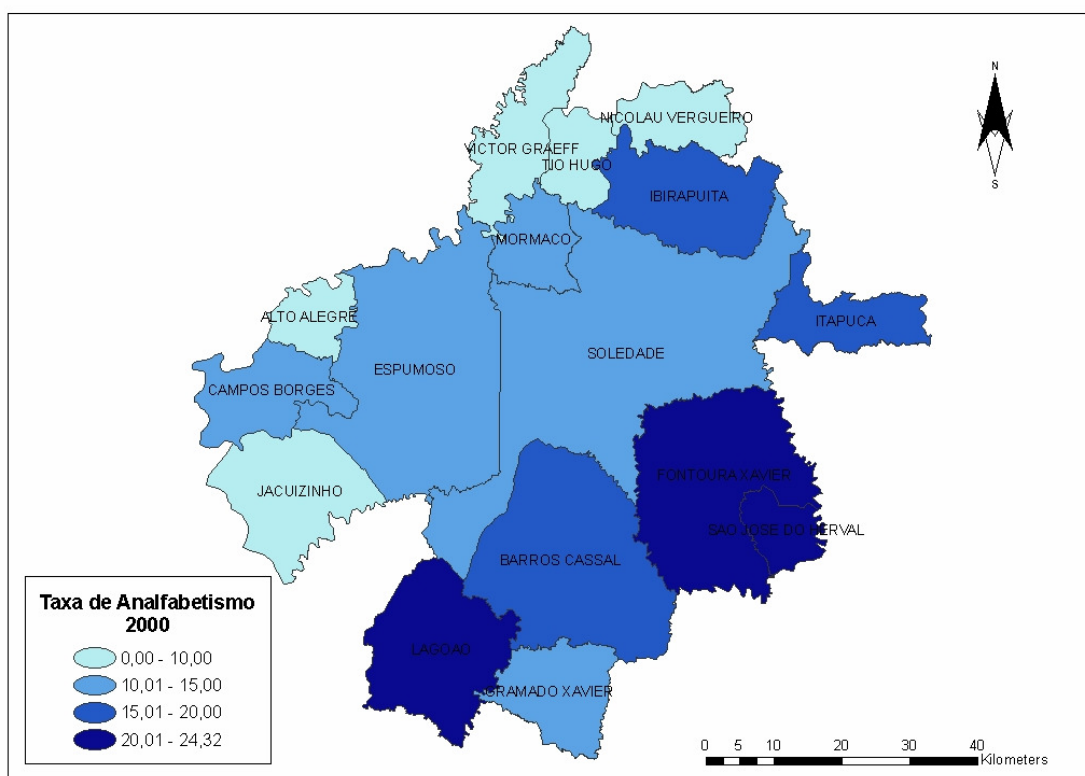 N
S
NICOLAU VERGUEIRO
VICTOR GRAEFF
TIO HUGO
IBIRAPUITA
MORMACO
ALTO ALEGRE
ITAPUCA
SOLEDADE
ESPUMOSO
CAMPOS BORGES
FONTOURA XAVIER
JACUIZINHO
SAO JOSE DO HERVAL
BARROS CASSAL
LAGOAO
GRAMADO XAVIER
Taxa de Analfabetismo
2000
0,00 - 10,00
10,01 - 15,00
15,01 - 20,00
20,01 - 24,32
0 5 10 20 30 40
Kilometers